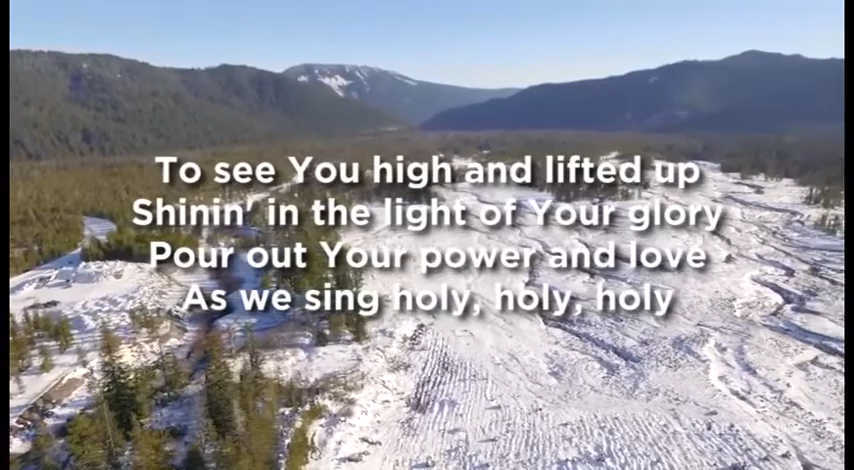 To see You high and lifted up
Shinin' in the light of Your glory
Pour out Your power and love
As we sing holy, holy, holy